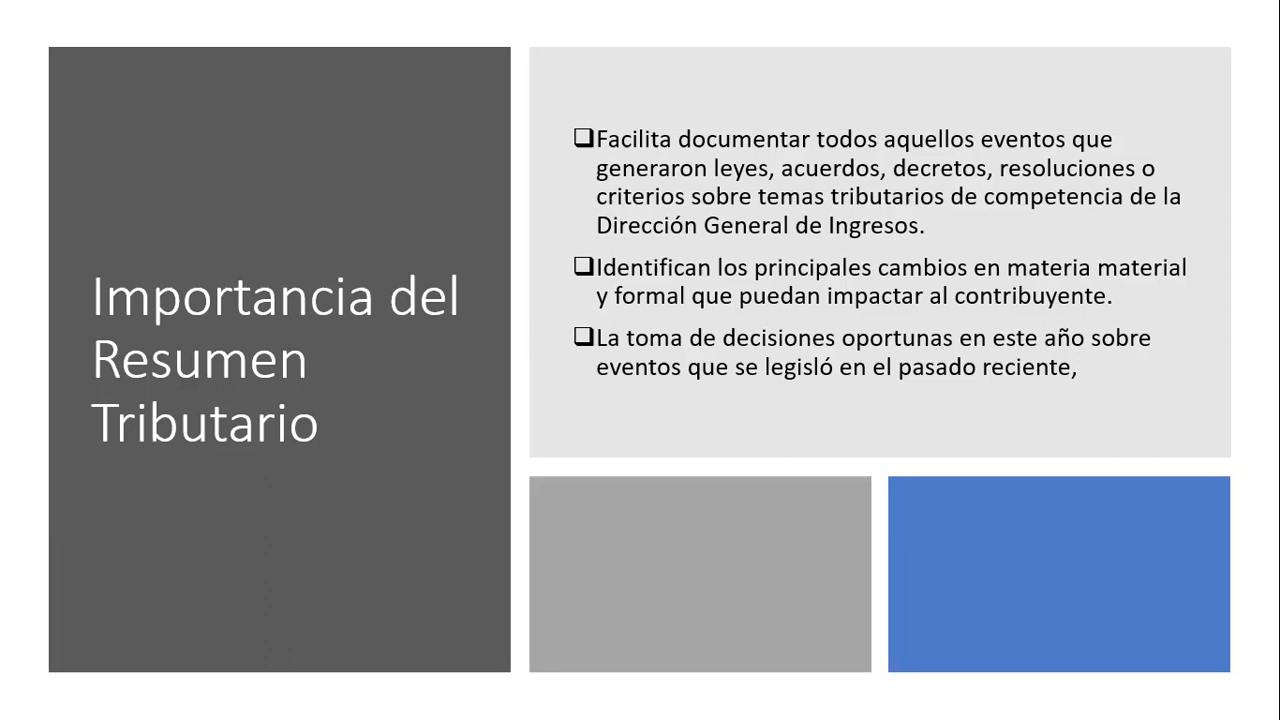 Importancia del
Resumen
Tributario
❑Facilita documentar todos aquellos eventos que
generaron leyes, acuerdos, decretos, resoluciones o
criterios sobre temas tributarios de competencia de la
Dirección General de Ingresos.
❑Identifican los principales cambios en materia material
y formal que puedan impactar al contribuyente.
❑La toma de decisiones oportunas en este año sobre
eventos que se legisló en el pasado reciente,